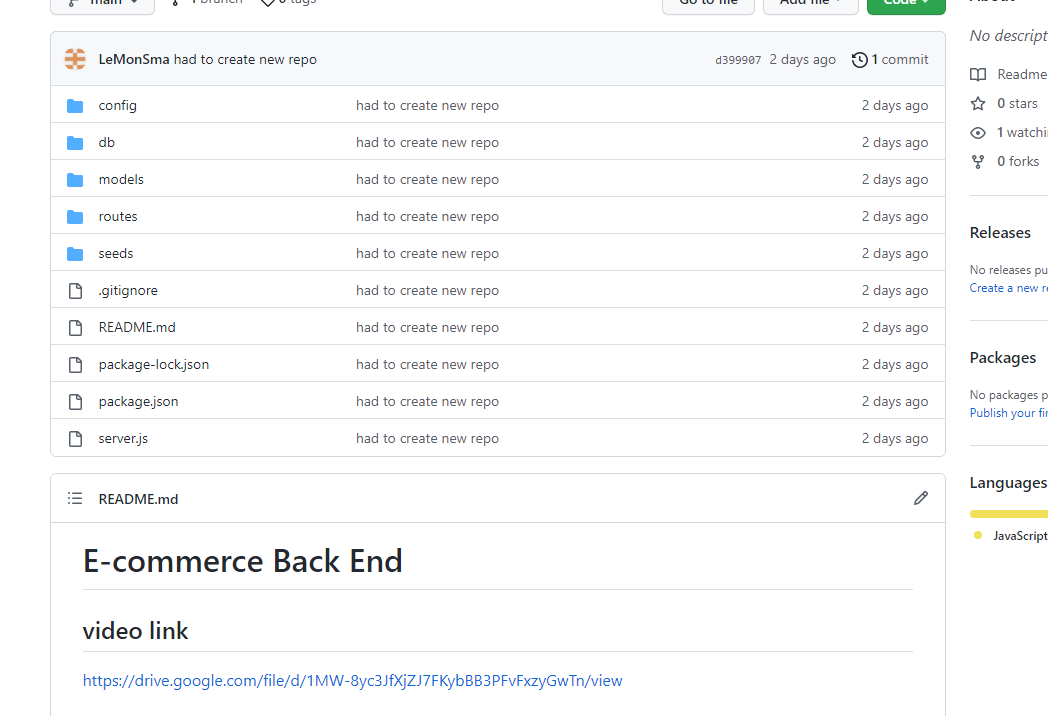 main 1 branch 0 tags Go to file Add file Code About
No descript
LeMonSma had to create new repo d399907 2 days ago 1 commit
Readme
config had to create new repo 2 days ago
0 stars
db had to create new repo 2 days ago
1 watchi
models had to create new repo 2 days ago
0 forks
routes had to create new repo 2 days ago
Releases
seeds had to create new repo 2 days ago
No releases pu
Create a new re
.gitignore had to create new repo 2 days ago
README.md had to create new repo 2 days ago
Packages
package-lock.json had to create new repo 2 days ago
No packages p
package.json had to create new repo 2 days ago
Publish your fir
server.js had to create new repo 2 days ago
Languages
README.md
JavaScript
E-commerce Back End
video link
https://drive.google.com/file/d/1MW-8yc3JfXjZJ7FKybBB3PFvFxzyGwTn/view